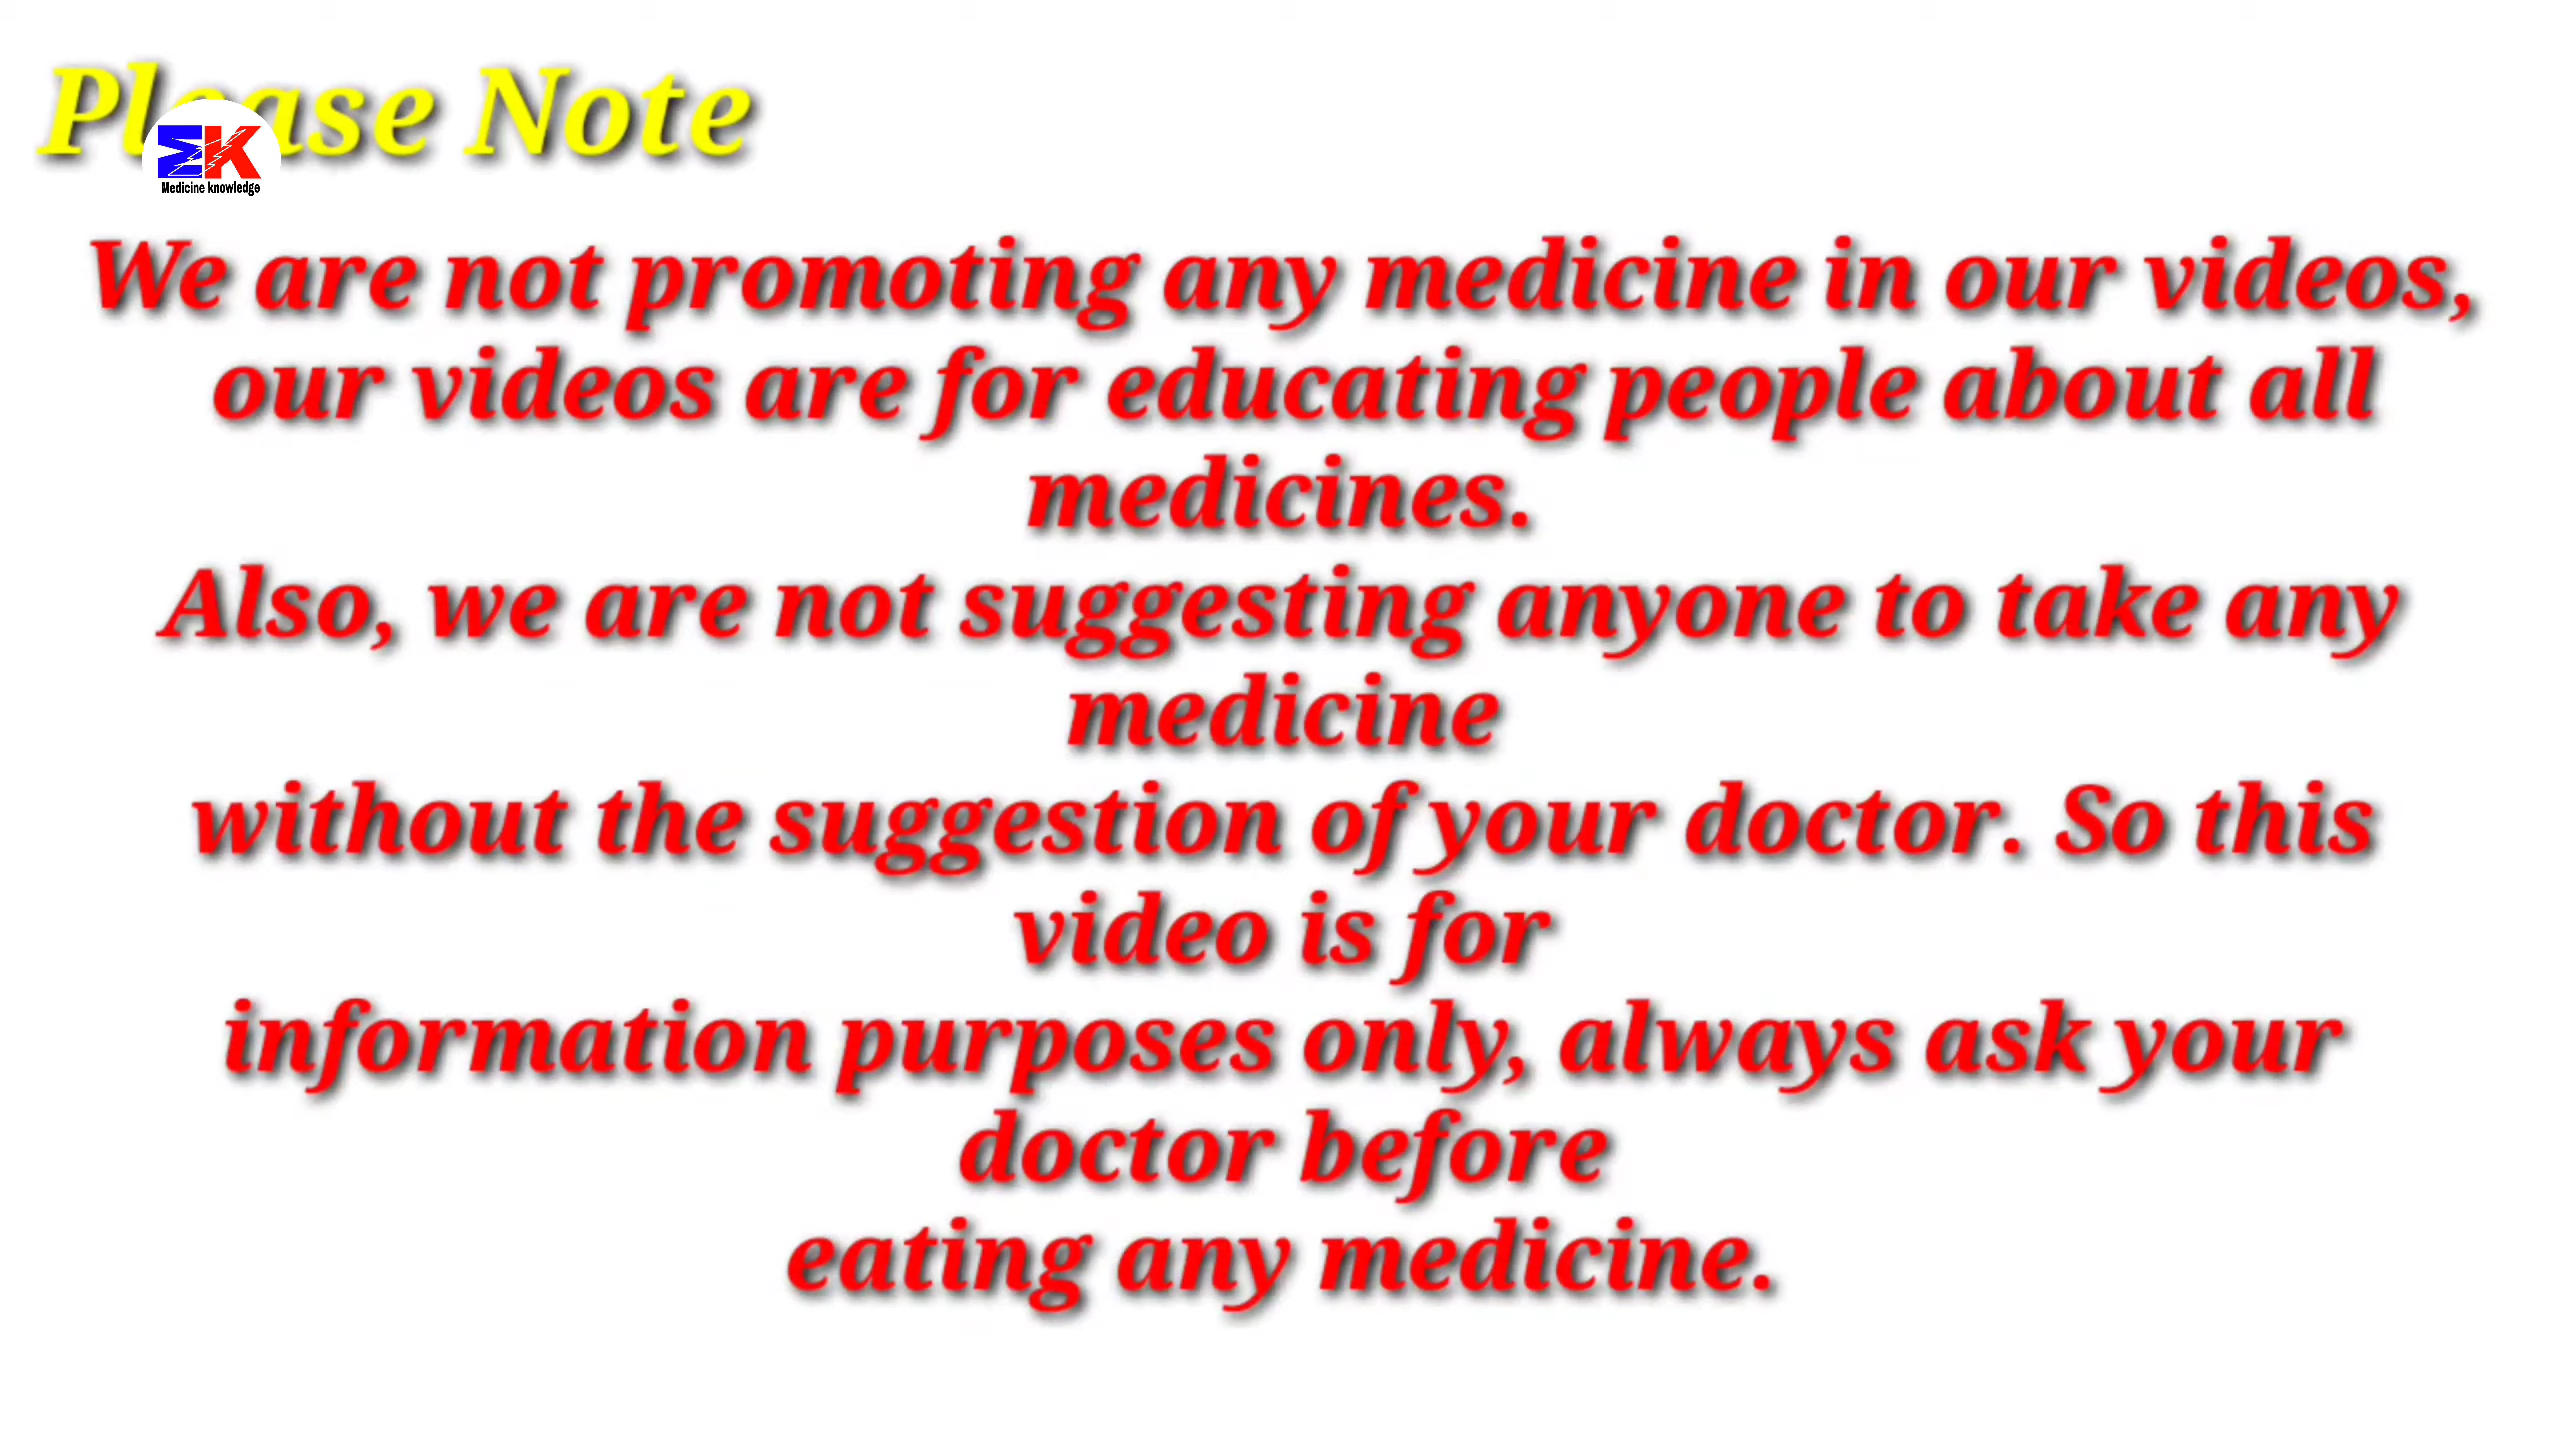 Please Note
MK
Medicine knowledge
We are not promoting any medicine in our videos,
our videos are for educating people about all
medicines.
Also, we are not suggesting anyone to take any
medicine
without the suggestion of your doctor. So this
video is for
information purposes only, always ask your
doctor before
eating any medicine.